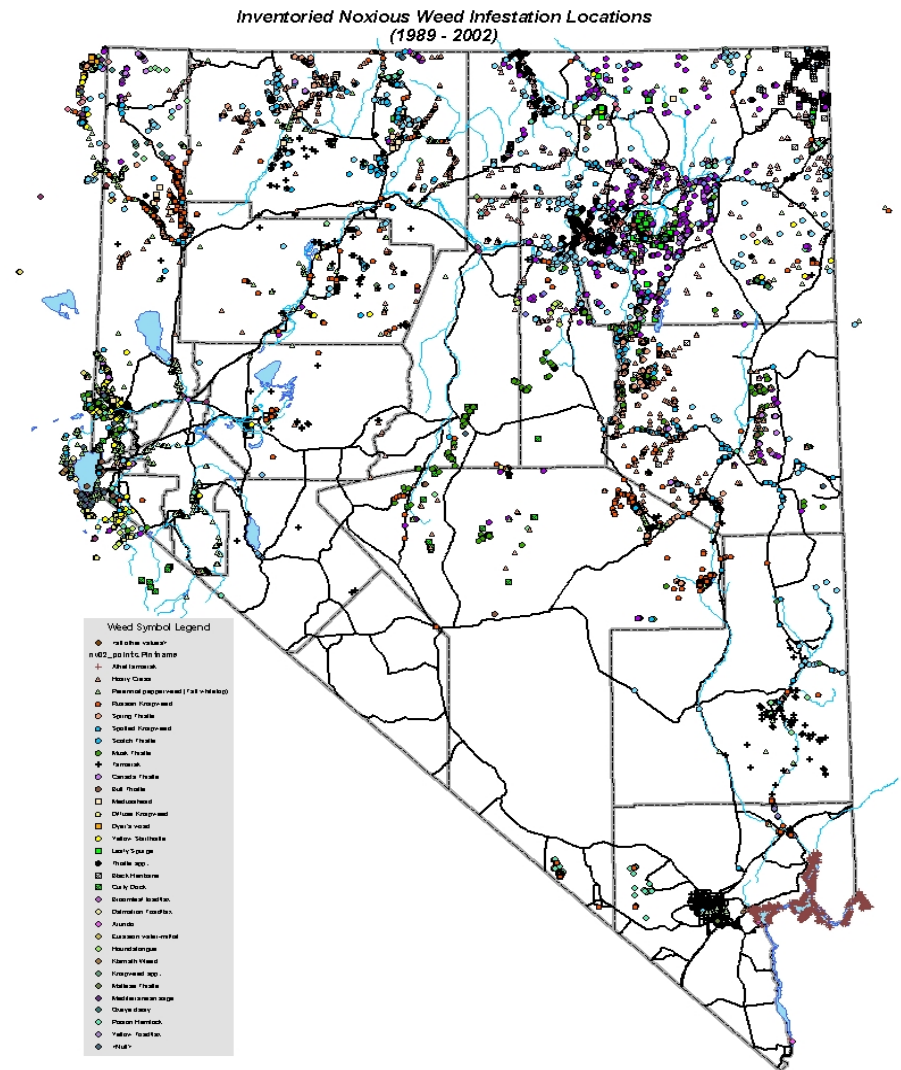 Inventoried Noxious Weed Infestation Locations
(1989 - 2002)
Weed Symbol Legend
<all other values>
nv02_points.Plntname
Athel tamarisk
Hoary Cress
Perennial pepperweed (Tall whitetop)
Russian Knapweed
Spring Thistle
Spotted Knapweed
Scotch Thistle
Musk Thistle
Tamarisk
Canada Thistle
Bull Thistle
Medusahead
Diffuse Knapweed
Dyer's woad
Yellow Starthistle
Leafy Spurge
Thistle spp.
Black Henbane
Curly Dock
Broomleaf toadflax
Dalmation Toadflax
Arundo
Eurasian water-milfoil
Houndstongue
Klamath Weed
Knapweed spp.
Maltese Thistle
Mediterranean sage
Oxeye daisy
Poison Hemlock
Yellow Toadflax
<Null>